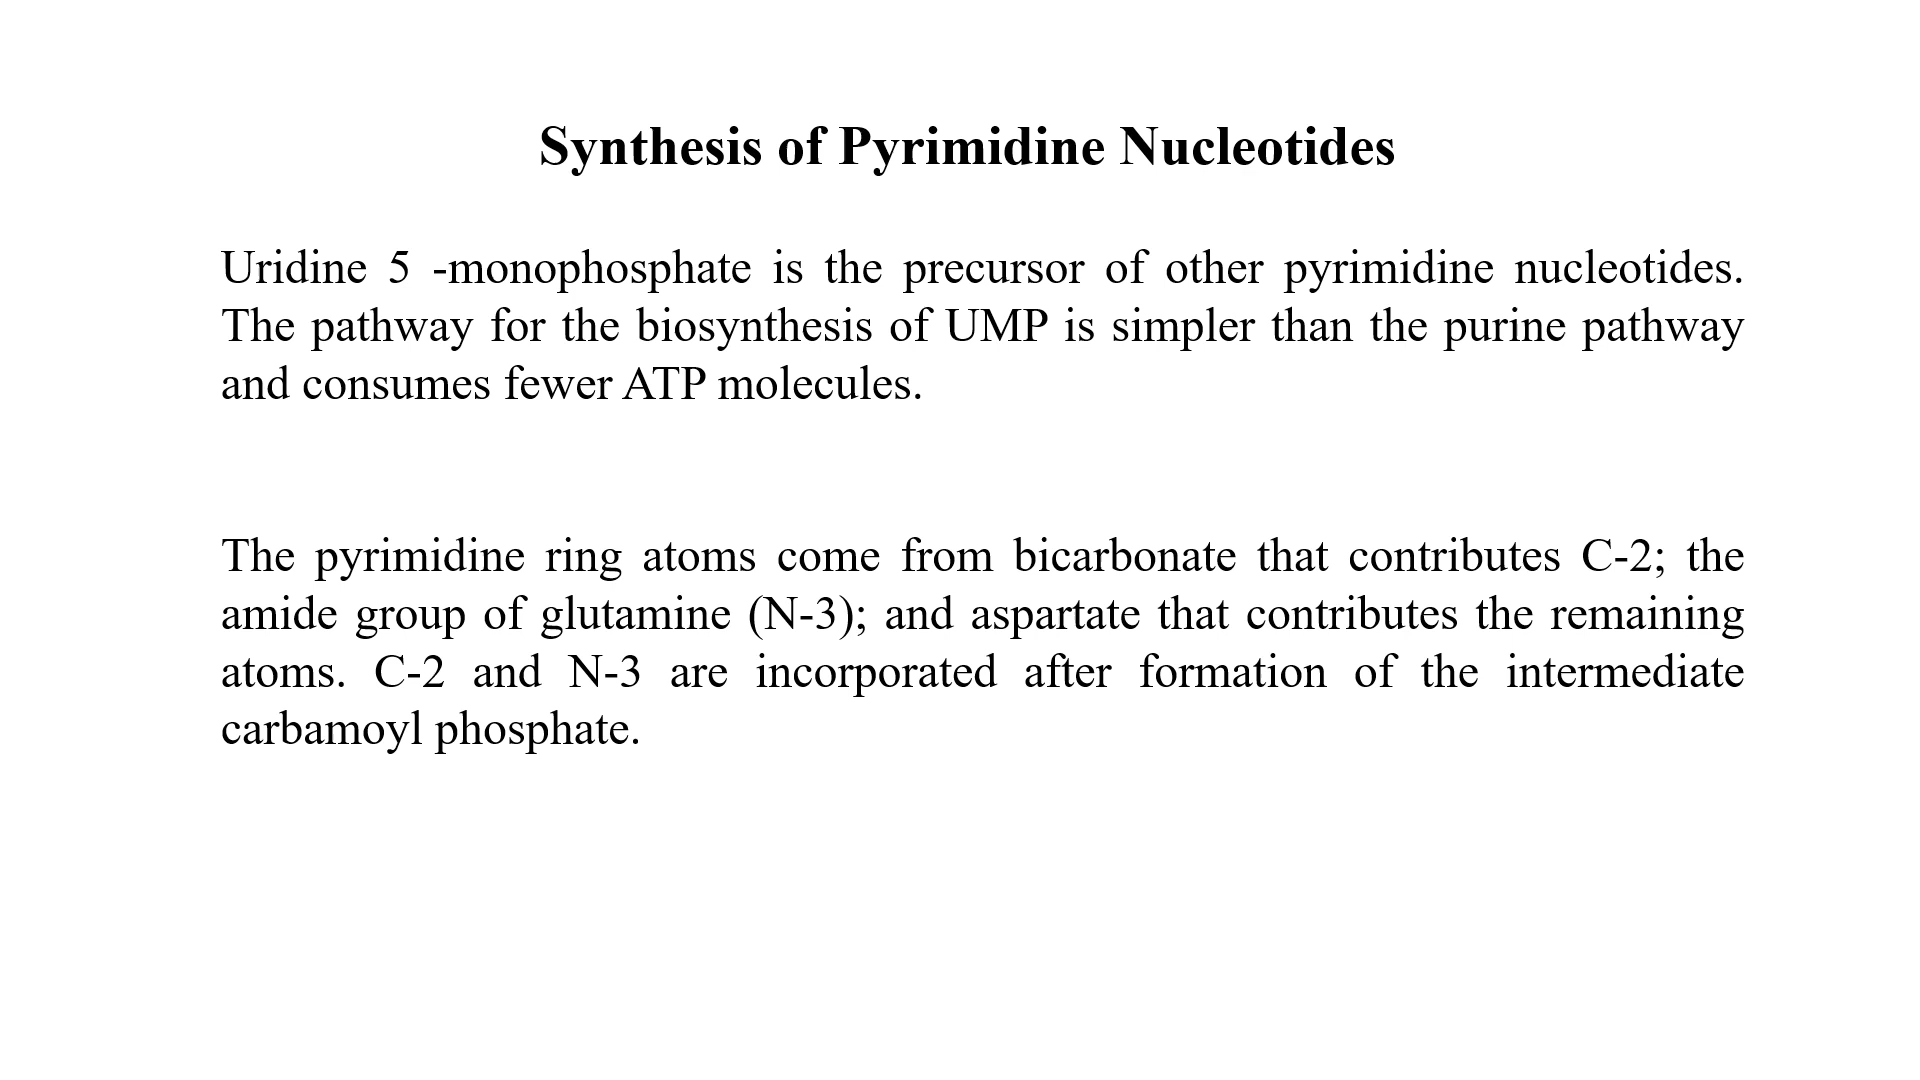 Synthesis of Pyrimidine Nucleotides
Uridine 5 -monophosphate is the precursor of other pyrimidine nucleotides.
The pathway for the biosynthesis of UMP is simpler than the purine pathway
and consumes fewer ATP molecules.
The pyrimidine ring atoms come from bicarbonate that contributes C-2; the
amide group of glutamine (N-3); and aspartate that contributes the remaining
atoms. C-2 and N-3 are incorporated after formation of the intermediate
carbamoyl phosphate.